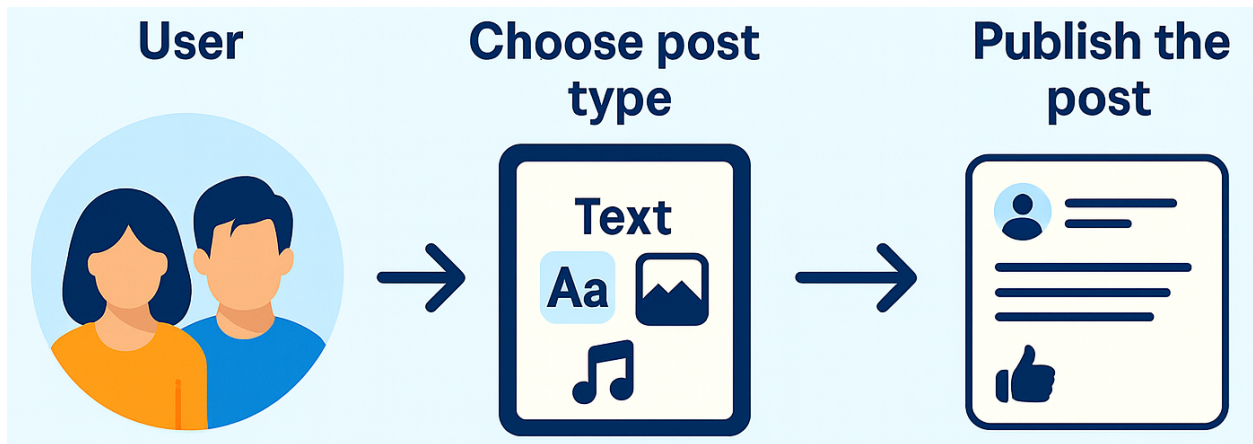 User
Choose post
type
Publish the
post
Text
Aa